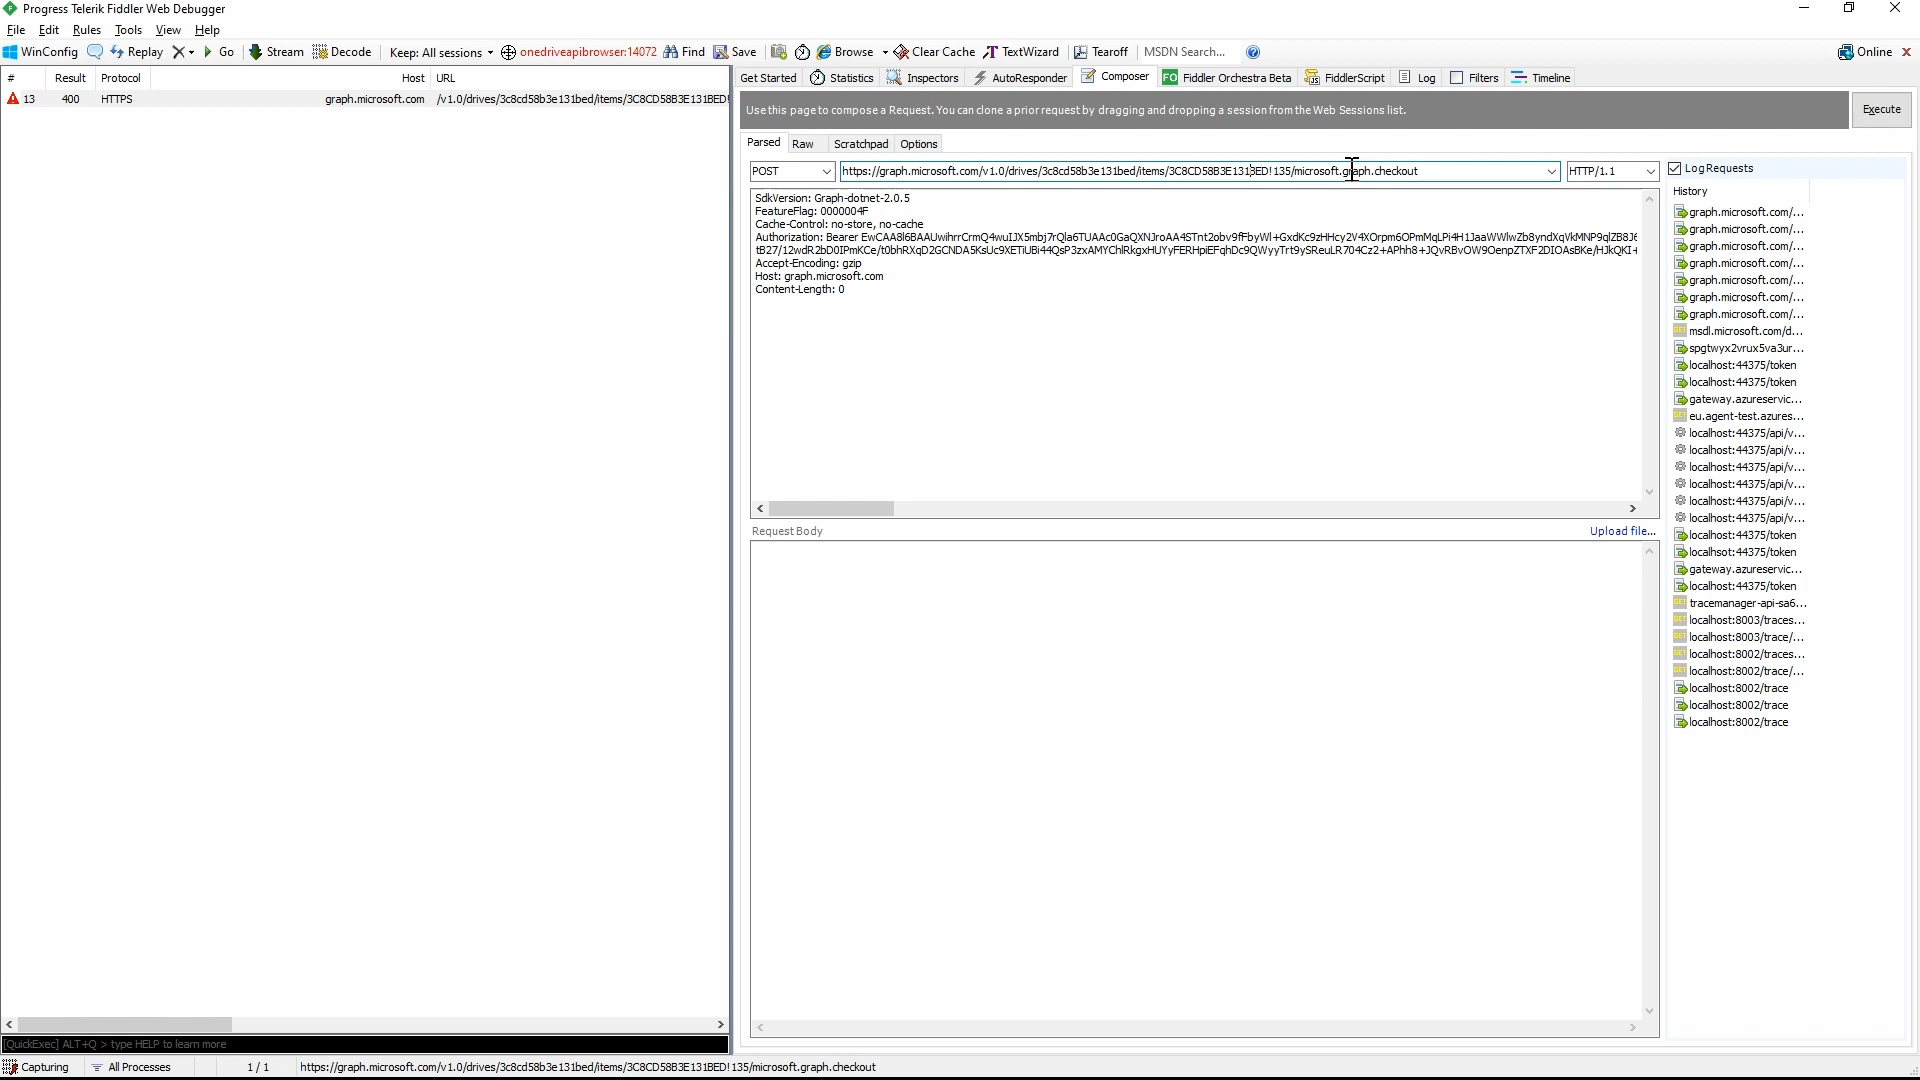 Progress Telerik Fiddler Web Debugger
File Edit Rules Tools View Help
WinConfig Replay Go Stream Decode Keep: All sessions onedriveapibrowser:14072 Find Save Browse Clear Cache TextWizard Tearoff MSDN Search... Online
# Result Protocol Host URL
13 400 HTTPS graph.microsoft.com /v1.0/drives/3c8cd58b3e131bed/items/3C8CD58B3E131BED!
Get Started Statistics Inspectors AutoResponder Composer FO Fiddler Orchestra Beta FiddlerScript Log Filters Timeline
Use this page to compose a Request. You can clone a prior request by dragging and dropping a session from the Web Sessions list.
Execute
Parsed Raw Scratchpad Options
POST https://graph.microsoft.com/v1.0/drives/3c8cd58b3e131bed/items/3C8CD58B3E131BED!135/microsoft.graph.checkout HTTP/1.1
SdkVersion: Graph-dotnet-2.0.5
FeatureFlag: 0000004F
Cache-Control: no-store, no-cache
Authorization: Bearer
Accept-Encoding: gzip
Host: graph.microsoft.com
Content-Length: 0
Request Body Upload file...
Log Requests
History
graph.microsoft.com/...
graph.microsoft.com/...
graph.microsoft.com/...
graph.microsoft.com/...
graph.microsoft.com/...
graph.microsoft.com/...
graph.microsoft.com/...
msdl.microsoft.com/d...
spgtwyx2vrux5va3ur...
localhost:44375/token
localhost:44375/token
gateway.azureservic...
eu.agent-test.azures...
localhost:44375/api/v...
localhost:44375/api/v...
localhost:44375/api/v...
localhost:44375/api/v...
localhost:44375/api/v...
localhost:44375/api/v...
localhost:44375/token
localhsot:44375/token
gateway.azureservic...
localhost:44375/token
tracemanager-api-sa6...
localhost:8003/traces...
localhost:8003/trace/...
localhost:8002/traces...
localhost:8002/trace/...
localhost:8002/trace
localhost:8002/trace
localhost:8002/trace
[QuickExec] ALT+Q > type HELP to learn more
Capturing All Processes 1 / 1 https://graph.microsoft.com/v1.0/drives/3c8cd58b3e131bed/items/3C8CD58B3E131BED!135/microsoft.graph.checkout